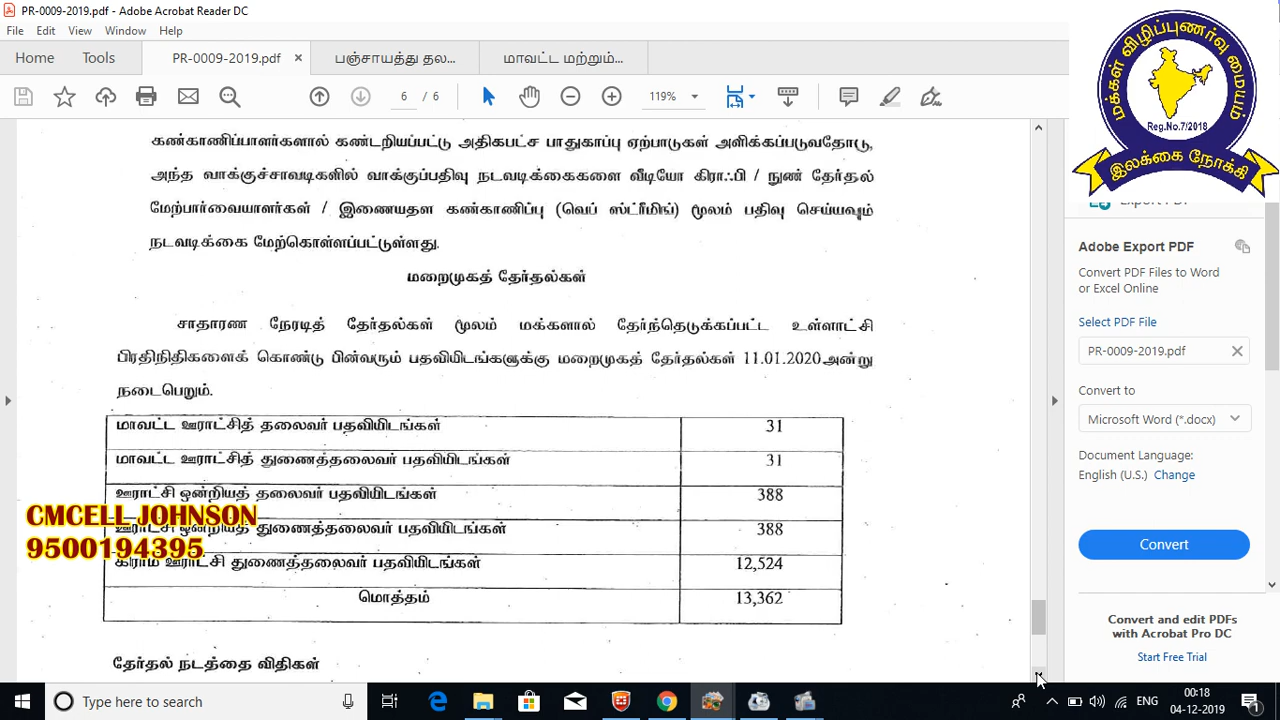 PR-0009-2019.pdf - Adobe Acrobat Reader DC
File Edit View Window Help
Home Tools PR-0009-2019.pdf × பஞ்சாயத்து தல... மாவட்ட மற்றும்...
6 / 6 119%
மக்கள் விழிப்புணர்வு மையம்
Reg.No.7/2018
இலக்கை நோக்கி
கண்காணிப்பாளர்களால் கண்டறியப்பட்டு அதிகபட்ச பாதுகாப்பு ஏற்பாடுகள் அளிக்கப்படுவதோடு,
அந்த வாக்குச்சாவடிகளில் வாக்குப்பதிவு நடவடிக்கைகளை வீடியோ கிராஃபி / நுண் தேர்தல்
மேற்பார்வையாளர்கள் / இணையதள கண்காணிப்பு (வெப் ஸ்ட்ரீமிங்) மூலம் பதிவு செய்யவும்
நடவடிக்கை மேற்கொள்ளப்பட்டுள்ளது.
மறைமுகத் தேர்தல்கள்
சாதாரண நேரடித் தேர்தல்கள் மூலம் மக்களால் தேர்ந்தெடுக்கப்பட்ட உள்ளாட்சி
பிரதிநிதிகளைக் கொண்டு பின்வரும் பதவியிடங்களுக்கு மறைமுகத் தேர்தல்கள் 11.01.2020 அன்று
நடைபெறும்.
மாவட்ட ஊராட்சித் தலைவர் பதவியிடங்கள் 31
மாவட்ட ஊராட்சித் துணைத்தலைவர் பதவியிடங்கள் 31
ஊராட்சி ஒன்றியத் தலைவர் பதவியிடங்கள் 388
ஊராட்சி ஒன்றியத் துணைத்தலைவர் பதவியிடங்கள் 388
கிராம ஊராட்சி துணைத்தலைவர் பதவியிடங்கள் 12,524
மொத்தம் 13,362
தேர்தல் நடத்தை விதிகள்
CMCELL JOHNSON
9500194395
Export PDF
Adobe Export PDF
Convert PDF Files to Word
or Excel Online
Select PDF File
PR-0009-2019.pdf ×
Convert to
Microsoft Word (*.docx)
Document Language:
English (U.S.) Change
Convert
Convert and edit PDFs
with Acrobat Pro DC
Start Free Trial
Type here to search
ENG
00:18
04-12-2019
1